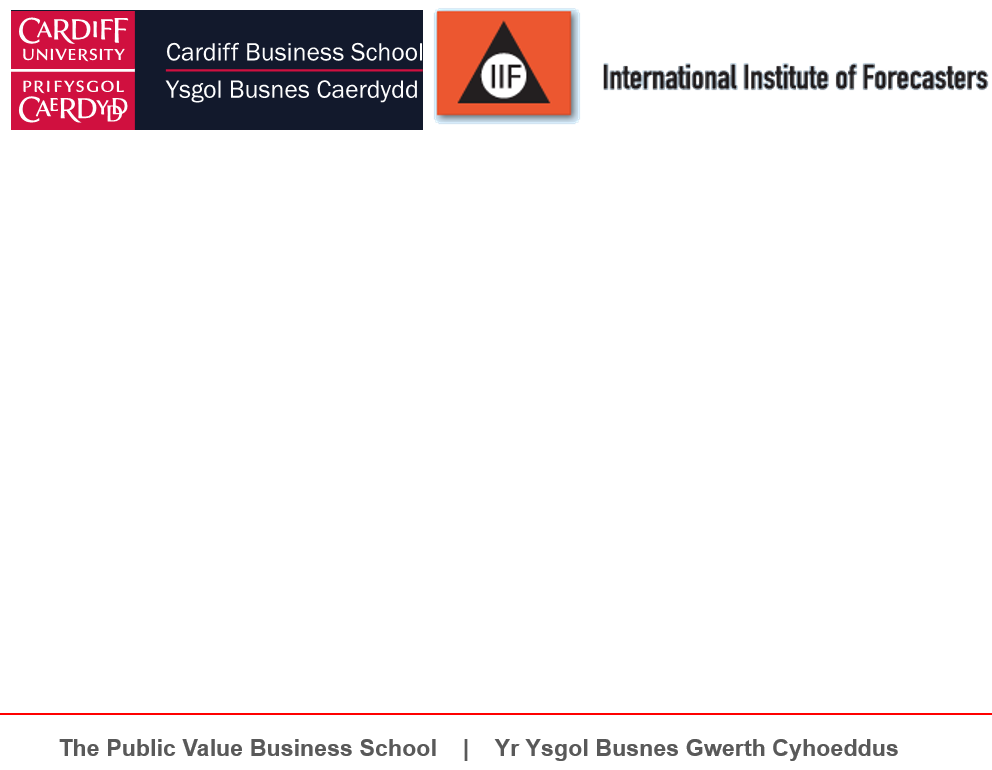 CARDIFF
UNIVERSITY
PRIFYSGOL
CAERDYDD
Cardiff Business School
Ysgol Busnes Caerdydd
IIF
International Institute of Forecasters
The Public Value Business School | Yr Ysgol Busnes Gwerth Cyhoeddus